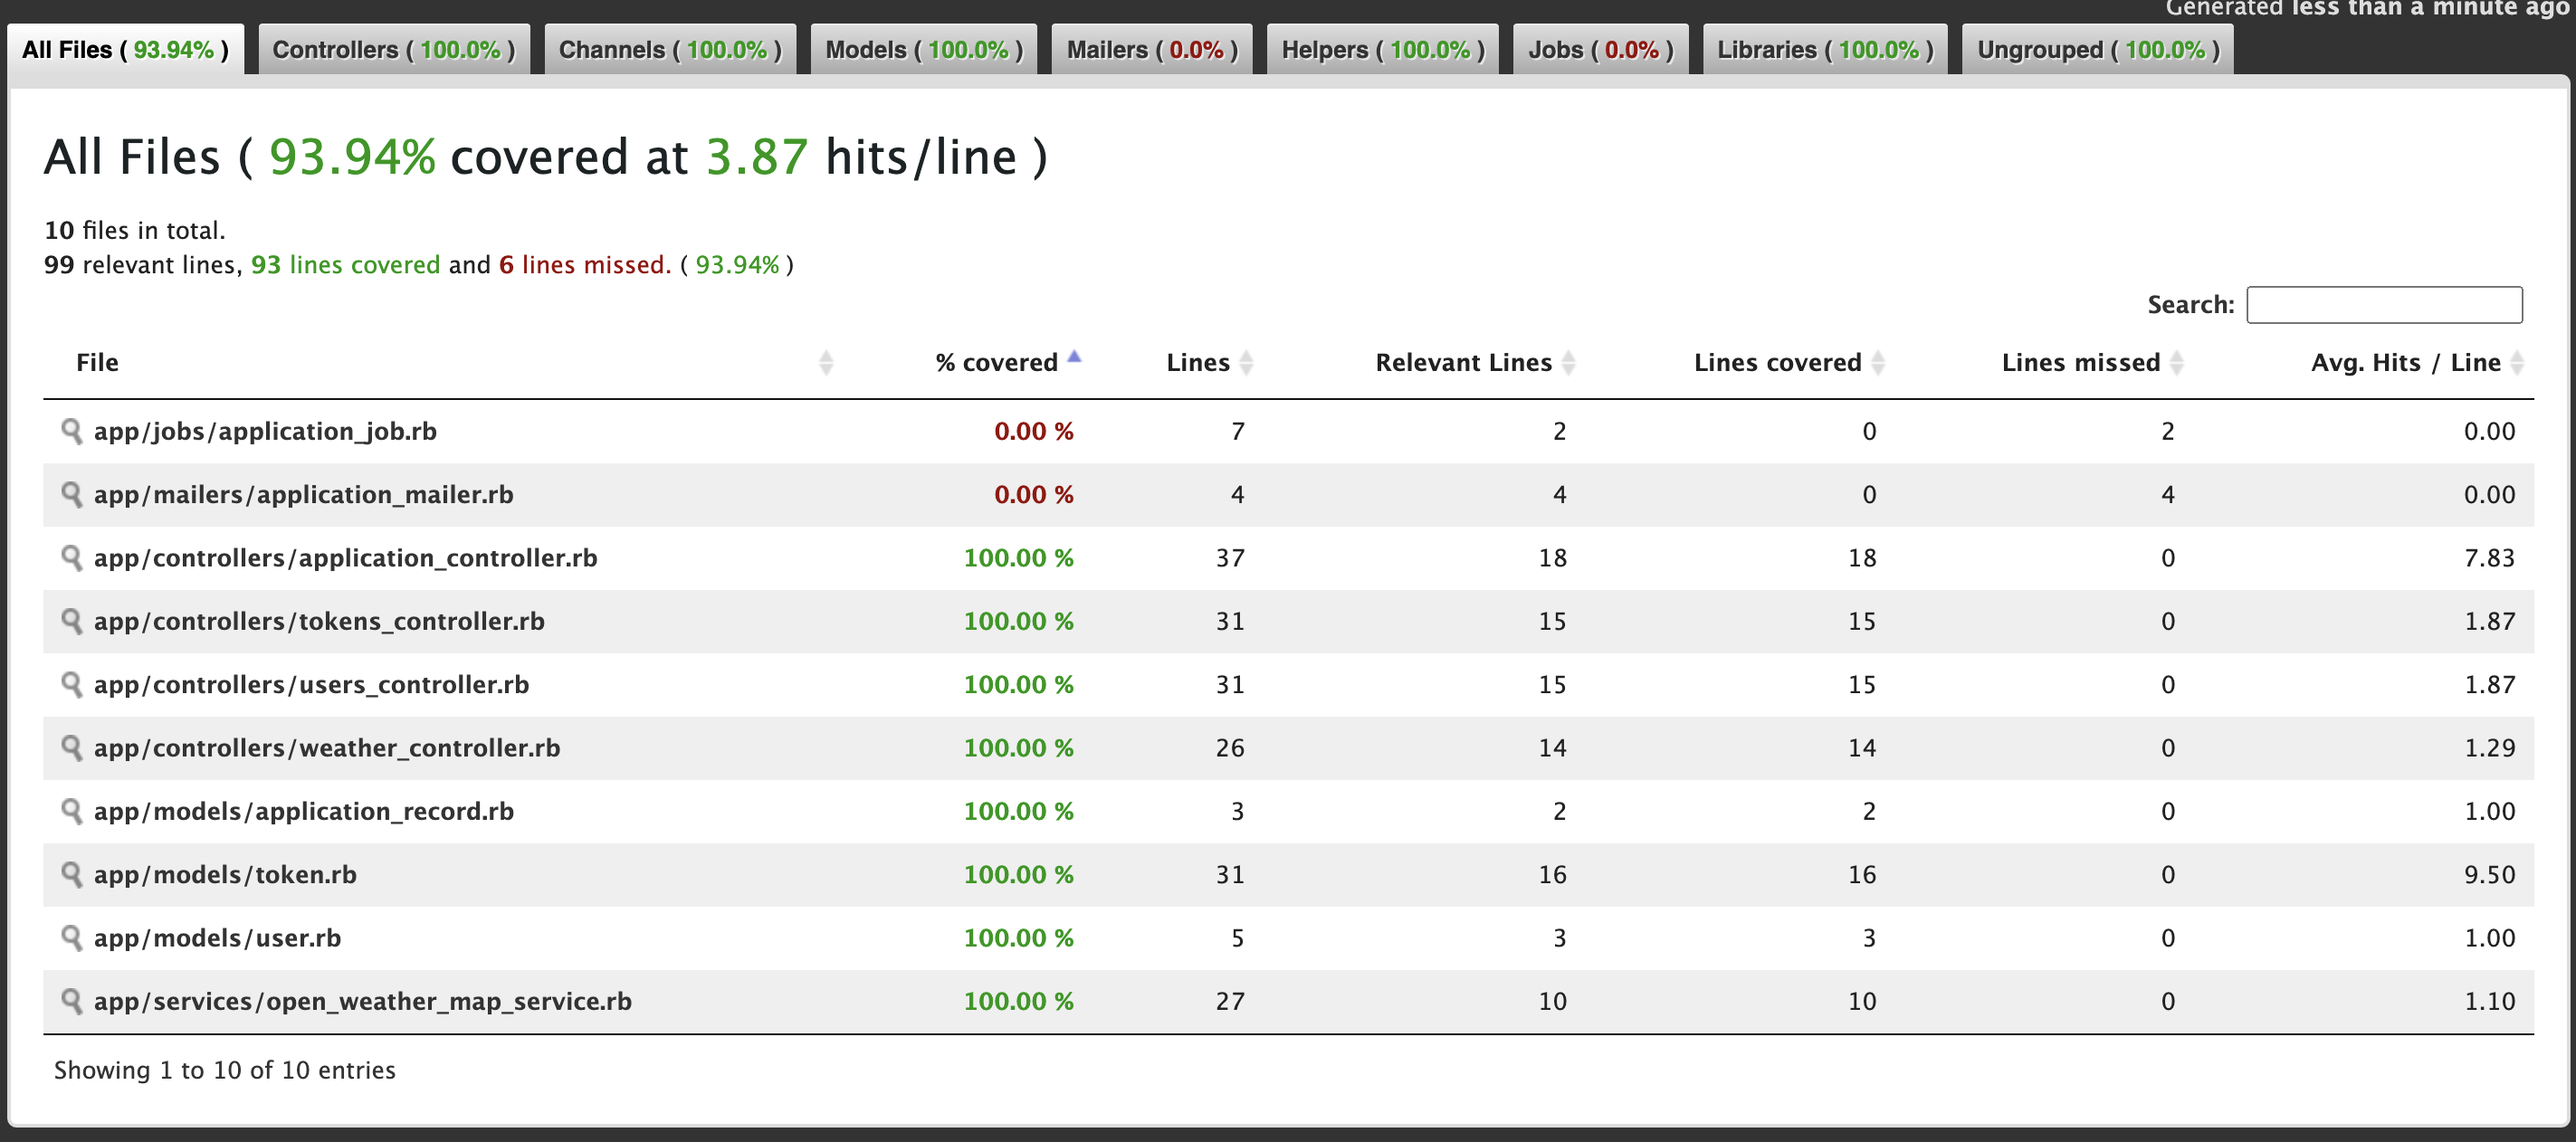 Generated less than a minute ago
All Files ( 93.94% ) Controllers ( 100.0% ) Channels ( 100.0% ) Models ( 100.0% ) Mailers ( 0.0% ) Helpers ( 100.0% ) Jobs ( 0.0% ) Libraries ( 100.0% ) Ungrouped ( 100.0% )
All Files ( 93.94% covered at 3.87 hits/line )
10 files in total.
99 relevant lines, 93 lines covered and 6 lines missed. ( 93.94% )
Search:
File % covered Lines Relevant Lines Lines covered Lines missed Avg. Hits / Line
app/jobs/application_job.rb 0.00 % 7 2 0 2 0.00
app/mailers/application_mailer.rb 0.00 % 4 4 0 4 0.00
app/controllers/application_controller.rb 100.00 % 37 18 18 0 7.83
app/controllers/tokens_controller.rb 100.00 % 31 15 15 0 1.87
app/controllers/users_controller.rb 100.00 % 31 15 15 0 1.87
app/controllers/weather_controller.rb 100.00 % 26 14 14 0 1.29
app/models/application_record.rb 100.00 % 3 2 2 0 1.00
app/models/token.rb 100.00 % 31 16 16 0 9.50
app/models/user.rb 100.00 % 5 3 3 0 1.00
app/services/open_weather_map_service.rb 100.00 % 27 10 10 0 1.10
Showing 1 to 10 of 10 entries